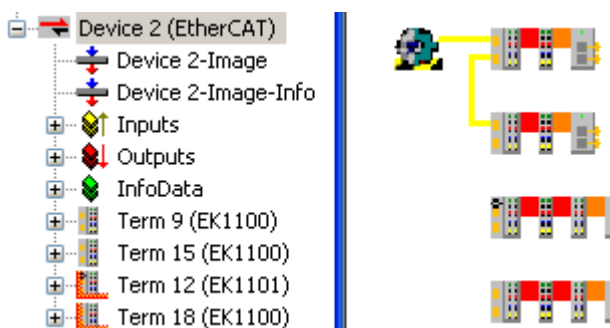 Device 2 (EtherCAT)
Device 2-Image
Device 2-Image-Info
Inputs
Outputs
InfoData
Term 9 (EK1100)
Term 15 (EK1100)
Term 12 (EK1101)
Term 18 (EK1100)